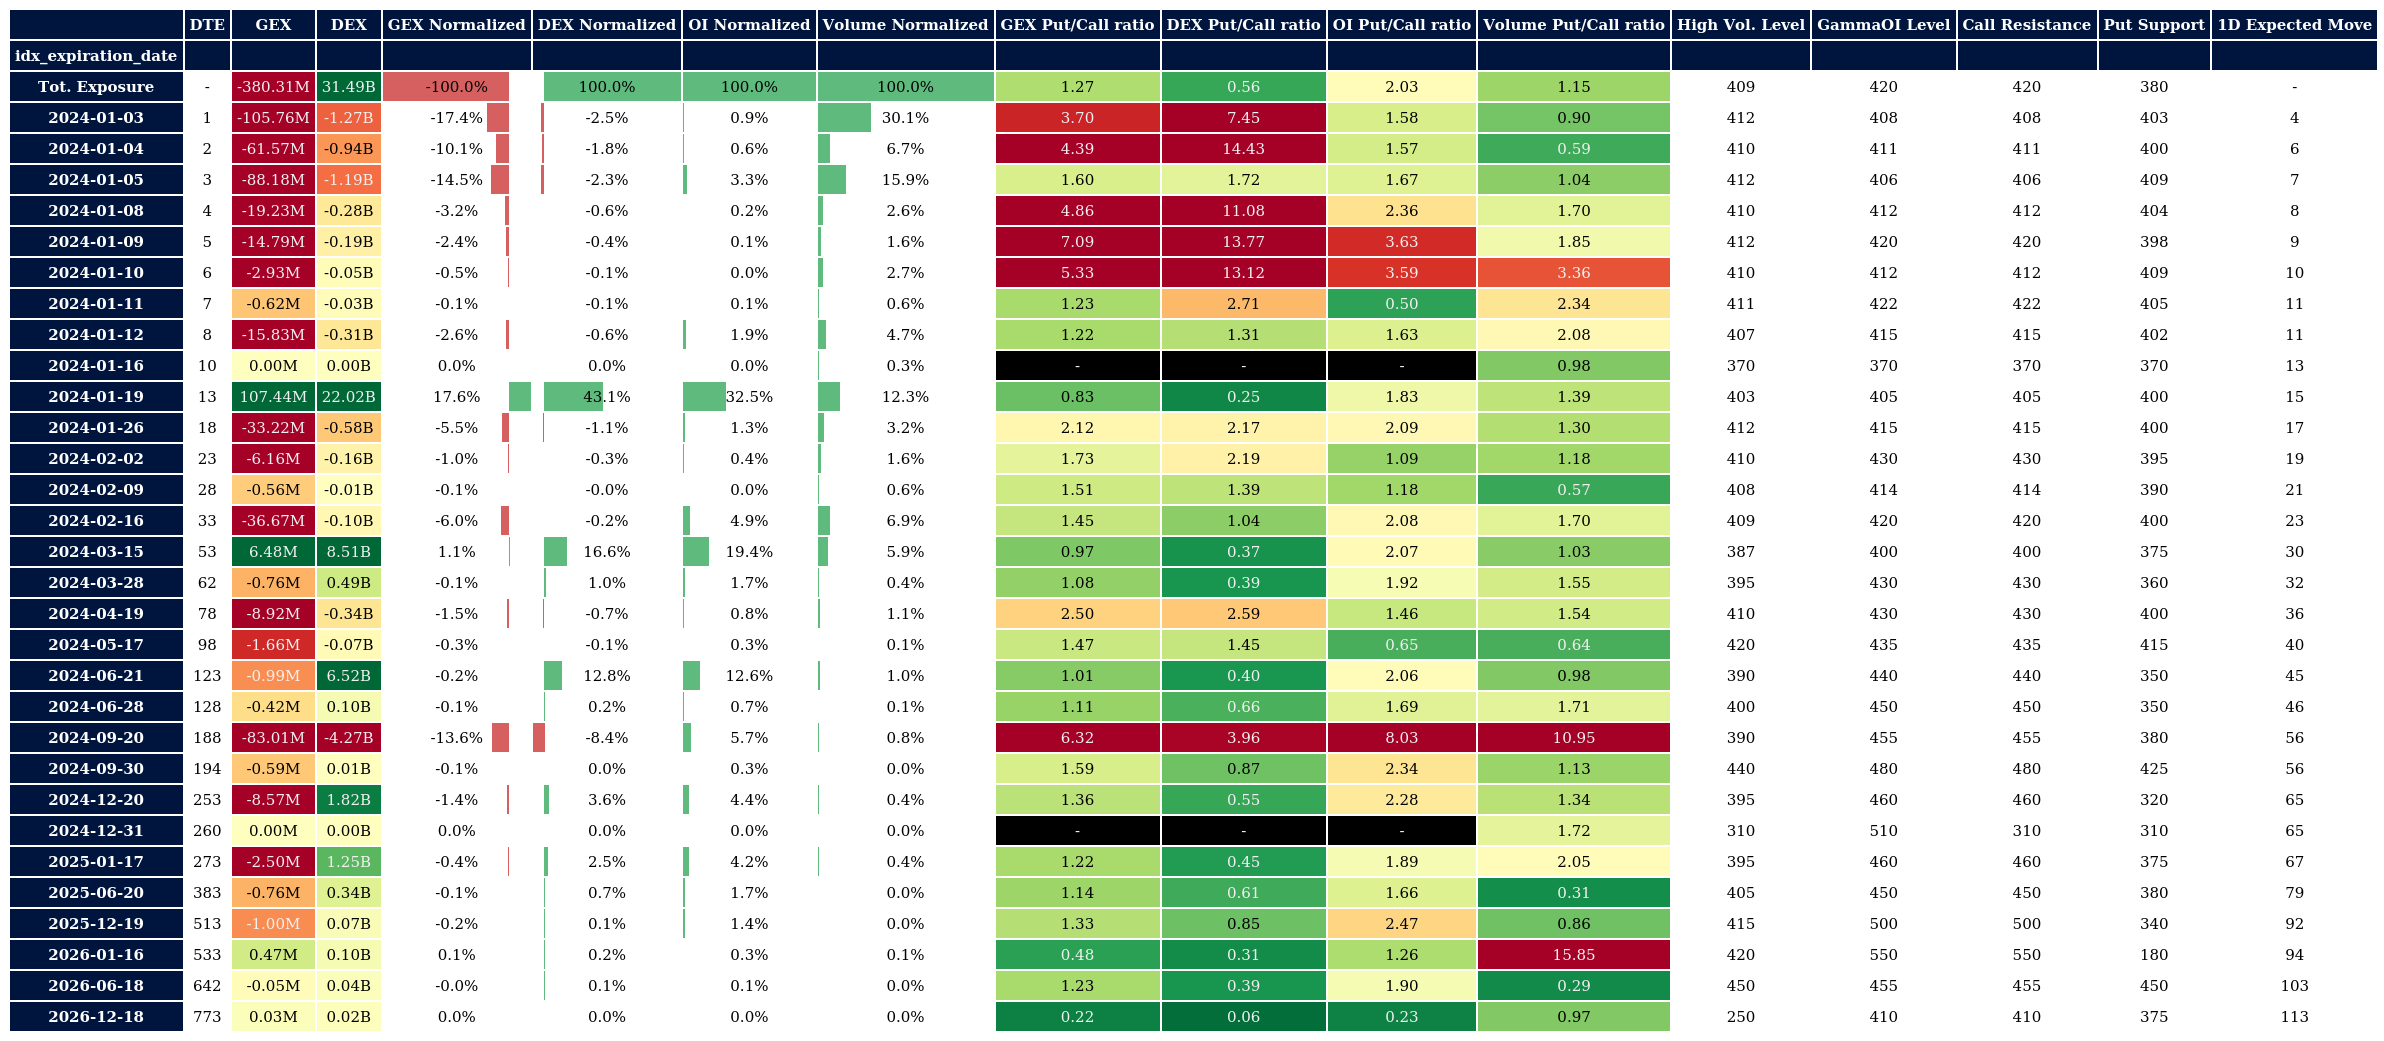 DTE GEX DEX GEX Normalized DEX Normalized OI Normalized Volume Normalized GEX Put/Call ratio DEX Put/Call ratio OI Put/Call ratio Volume Put/Call ratio High Vol. Level GammaOI Level Call Resistance Put Support 1D Expected Move
idx_expiration_date
Tot. Exposure - -380.31M 31.49B -100.0% 100.0% 100.0% 100.0% 1.27 0.56 2.03 1.15 409 420 420 380 -
2024-01-03 1 -105.76M -1.27B -17.4% -2.5% 0.9% 30.1% 3.70 7.45 1.58 0.90 412 408 408 403 4
2024-01-04 2 -61.57M -0.94B -10.1% -1.8% 0.6% 6.7% 4.39 14.43 1.57 0.59 410 411 411 400 6
2024-01-05 3 -88.18M -1.19B -14.5% -2.3% 3.3% 15.9% 1.60 1.72 1.67 1.04 412 406 406 409 7
2024-01-08 4 -19.23M -0.28B -3.2% -0.6% 0.2% 2.6% 4.86 11.08 2.36 1.70 410 412 412 404 8
2024-01-09 5 -14.79M -0.19B -2.4% -0.4% 0.1% 1.6% 7.09 13.77 3.63 1.85 412 420 420 398 9
2024-01-10 6 -2.93M -0.05B -0.5% -0.1% 0.0% 2.7% 5.33 13.12 3.59 3.36 410 412 412 409 10
2024-01-11 7 -0.62M -0.03B -0.1% -0.1% 0.1% 0.6% 1.23 2.71 0.50 2.34 411 422 422 405 11
2024-01-12 8 -15.83M -0.31B -2.6% -0.6% 1.9% 4.7% 1.22 1.31 1.63 2.08 407 415 415 402 11
2024-01-16 10 0.00M 0.00B 0.0% 0.0% 0.0% 0.3% - - - 0.98 370 370 370 370 13
2024-01-19 13 107.44M 22.02B 17.6% 43.1% 32.5% 12.3% 0.83 0.25 1.83 1.39 403 405 405 400 15
2024-01-26 18 -33.22M -0.58B -5.5% -1.1% 1.3% 3.2% 2.12 2.17 2.09 1.30 412 415 415 400 17
2024-02-02 23 -6.16M -0.16B -1.0% -0.3% 0.4% 1.6% 1.73 2.19 1.09 1.18 410 430 430 395 19
2024-02-09 28 -0.56M -0.01B -0.1% -0.0% 0.0% 0.6% 1.51 1.39 1.18 0.57 408 414 414 390 21
2024-02-16 33 -36.67M -0.10B -6.0% -0.2% 4.9% 6.9% 1.45 1.04 2.08 1.70 409 420 420 400 23
2024-03-15 53 6.48M 8.51B 1.1% 16.6% 19.4% 5.9% 0.97 0.37 2.07 1.03 387 400 400 375 30
2024-03-28 62 -0.76M 0.49B -0.1% 1.0% 1.7% 0.4% 1.08 0.39 1.92 1.55 395 430 430 360 32
2024-04-19 78 -8.92M -0.34B -1.5% -0.7% 0.8% 1.1% 2.50 2.59 1.46 1.54 410 430 430 400 36
2024-05-17 98 -1.66M -0.07B -0.3% -0.1% 0.3% 0.1% 1.47 1.45 0.65 0.64 420 435 435 415 40
2024-06-21 123 -0.99M 6.52B -0.2% 12.8% 12.6% 1.0% 1.01 0.40 2.06 0.98 390 440 440 350 45
2024-06-28 128 -0.42M 0.10B -0.1% 0.2% 0.7% 0.1% 1.11 0.66 1.69 1.71 400 450 450 350 46
2024-09-20 188 -83.01M -4.27B -13.6% -8.4% 5.7% 0.8% 6.32 3.96 8.03 10.95 390 455 455 380 56
2024-09-30 194 -0.59M 0.01B -0.1% 0.0% 0.3% 0.0% 1.59 0.87 2.34 1.13 440 480 480 425 56
2024-12-20 253 -8.57M 1.82B -1.4% 3.6% 4.4% 0.4% 1.36 0.55 2.28 1.34 395 460 460 320 65
2024-12-31 260 0.00M 0.00B 0.0% 0.0% 0.0% 0.0% - - - 1.72 310 510 310 310 65
2025-01-17 273 -2.50M 1.25B -0.4% 2.5% 4.2% 0.4% 1.22 0.45 1.89 2.05 395 460 460 375 67
2025-06-20 383 -0.76M 0.34B -0.1% 0.7% 1.7% 0.0% 1.14 0.61 1.66 0.31 405 450 450 380 79
2025-12-19 513 -1.00M 0.07B -0.2% 0.1% 1.4% 0.0% 1.33 0.85 2.47 0.86 415 500 500 340 92
2026-01-16 533 0.47M 0.10B 0.1% 0.2% 0.3% 0.1% 0.48 0.31 1.26 15.85 420 550 550 180 94
2026-06-18 642 -0.05M 0.04B -0.0% 0.1% 0.1% 0.0% 1.23 0.39 1.90 0.29 450 455 455 450 103
2026-12-18 773 0.03M 0.02B 0.0% 0.0% 0.0% 0.0% 0.22 0.06 0.23 0.97 250 410 410 375 113